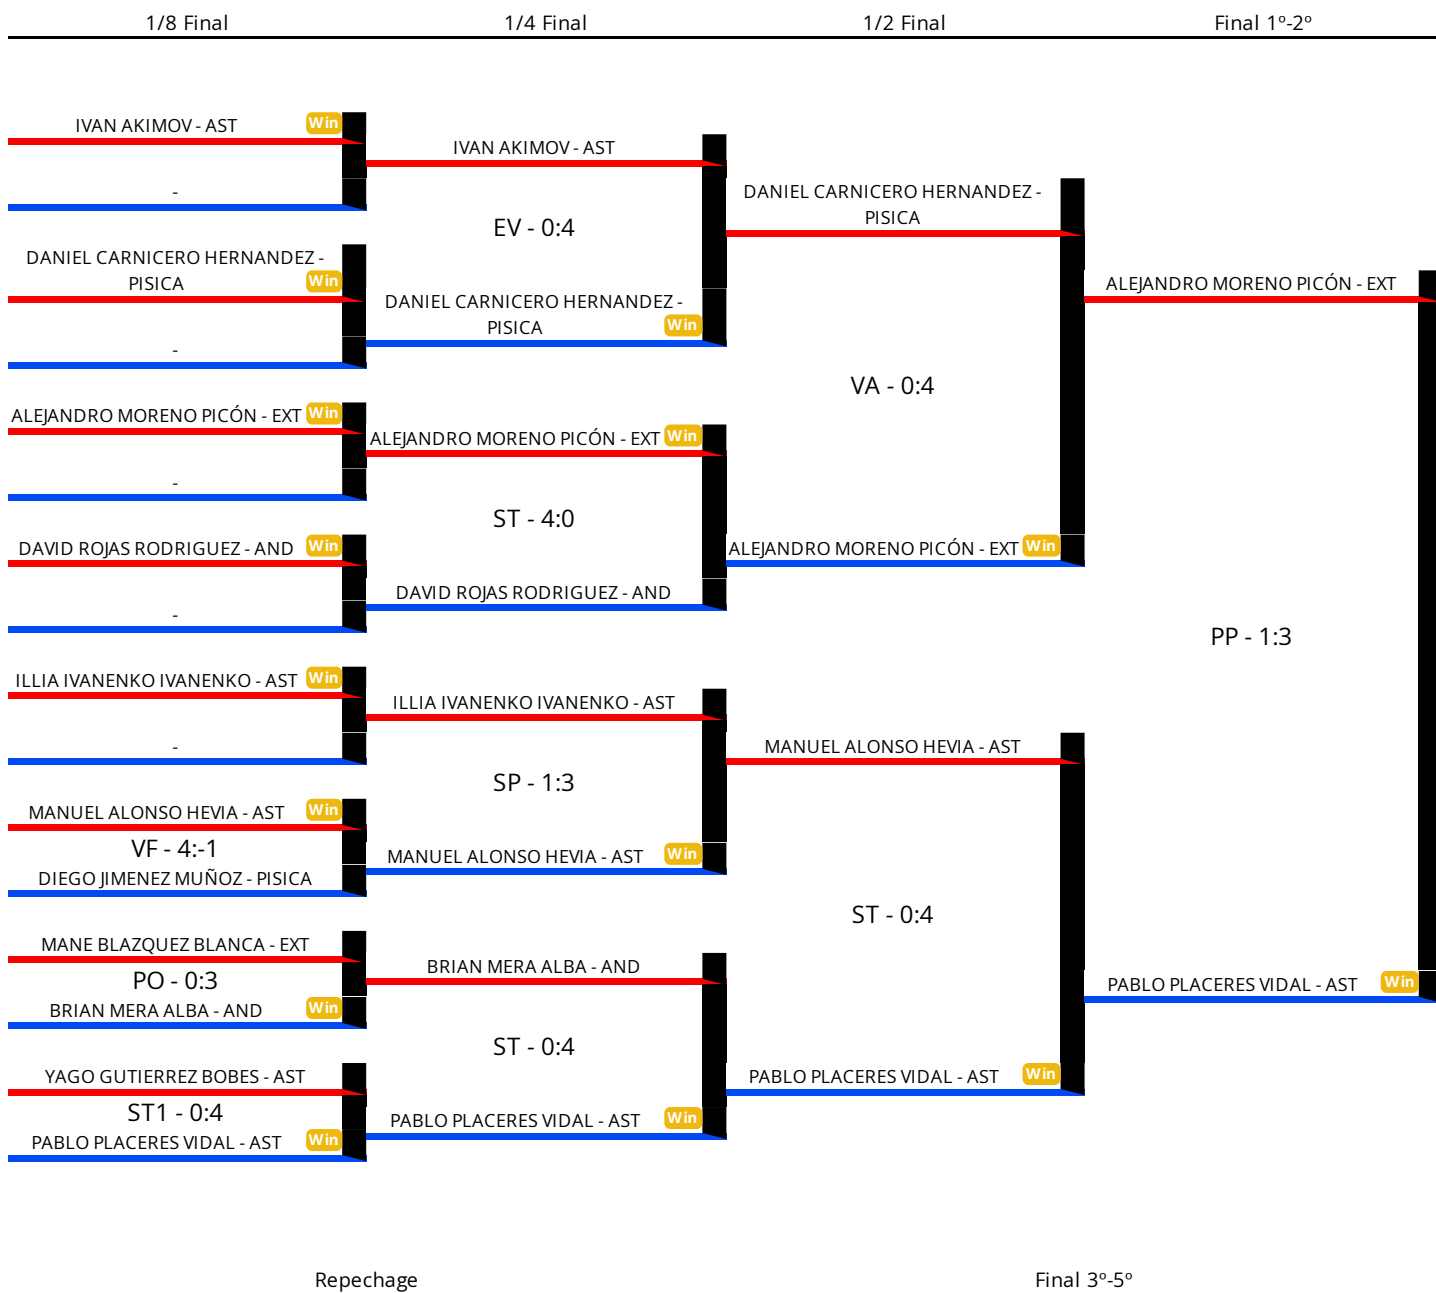 1/8 Final
1/4 Final
1/2 Final
Final 1º-2º
IVAN AKIMOV - AST
Win
-
DANIEL CARNICERO HERNANDEZ -
PISICA
Win
-
ALEJANDRO MORENO PICÓN - EXT
Win
-
DAVID ROJAS RODRIGUEZ - AND
Win
-
ILLIA IVANENKO IVANENKO - AST
Win
-
MANUEL ALONSO HEVIA - AST
Win
VF - 4:-1
DIEGO JIMENEZ MUÑOZ - PISICA
MANE BLAZQUEZ BLANCA - EXT
PO - 0:3
BRIAN MERA ALBA - AND
Win
YAGO GUTIERREZ BOBES - AST
ST1 - 0:4
PABLO PLACERES VIDAL - AST
Win
IVAN AKIMOV - AST
EV - 0:4
DANIEL CARNICERO HERNANDEZ -
PISICA
Win
ALEJANDRO MORENO PICÓN - EXT
Win
ST - 4:0
DAVID ROJAS RODRIGUEZ - AND
ILLIA IVANENKO IVANENKO - AST
SP - 1:3
MANUEL ALONSO HEVIA - AST
Win
BRIAN MERA ALBA - AND
ST - 0:4
PABLO PLACERES VIDAL - AST
Win
DANIEL CARNICERO HERNANDEZ -
PISICA
VA - 0:4
ALEJANDRO MORENO PICÓN - EXT
Win
MANUEL ALONSO HEVIA - AST
ST - 0:4
PABLO PLACERES VIDAL - AST
Win
ALEJANDRO MORENO PICÓN - EXT
PP - 1:3
PABLO PLACERES VIDAL - AST
Win
Repechage
Final 3º-5º